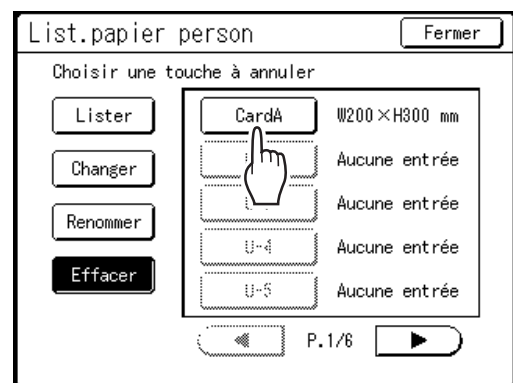 List.papier person Fermer
Choisir une touche à annuler
Lister CardA W200×H300 mm
Changer Aucune entrée
Aucune entrée
Renommer
U-4 Aucune entrée
Effacer
U-5 Aucune entrée
P.1/6